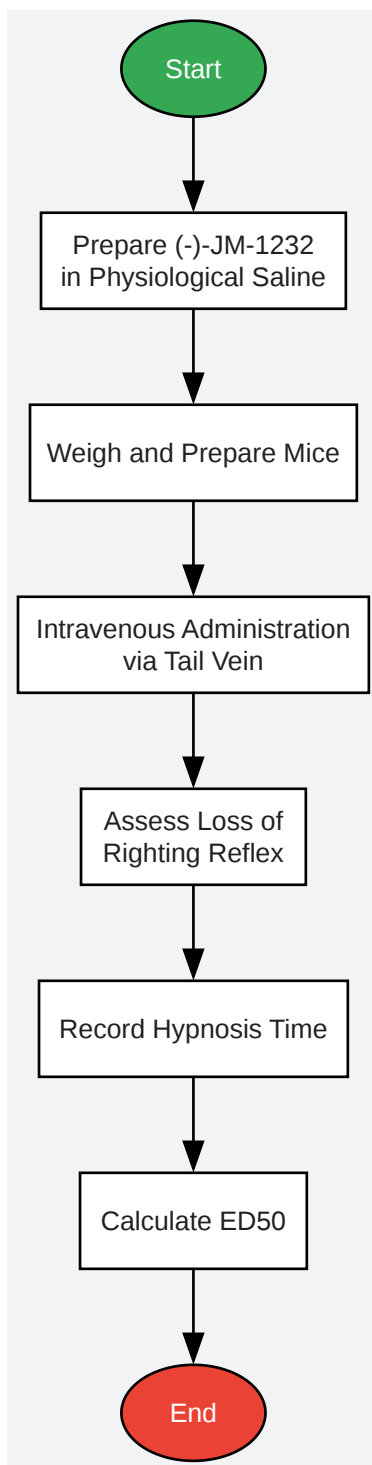 Start
Prepare (-)-JM-1232
in Physiological Saline
Weigh and Prepare Mice
Intravenous Administration
via Tail Vein
Assess Loss of
Righting Reflex
Record Hypnosis Time
Calculate ED50
End